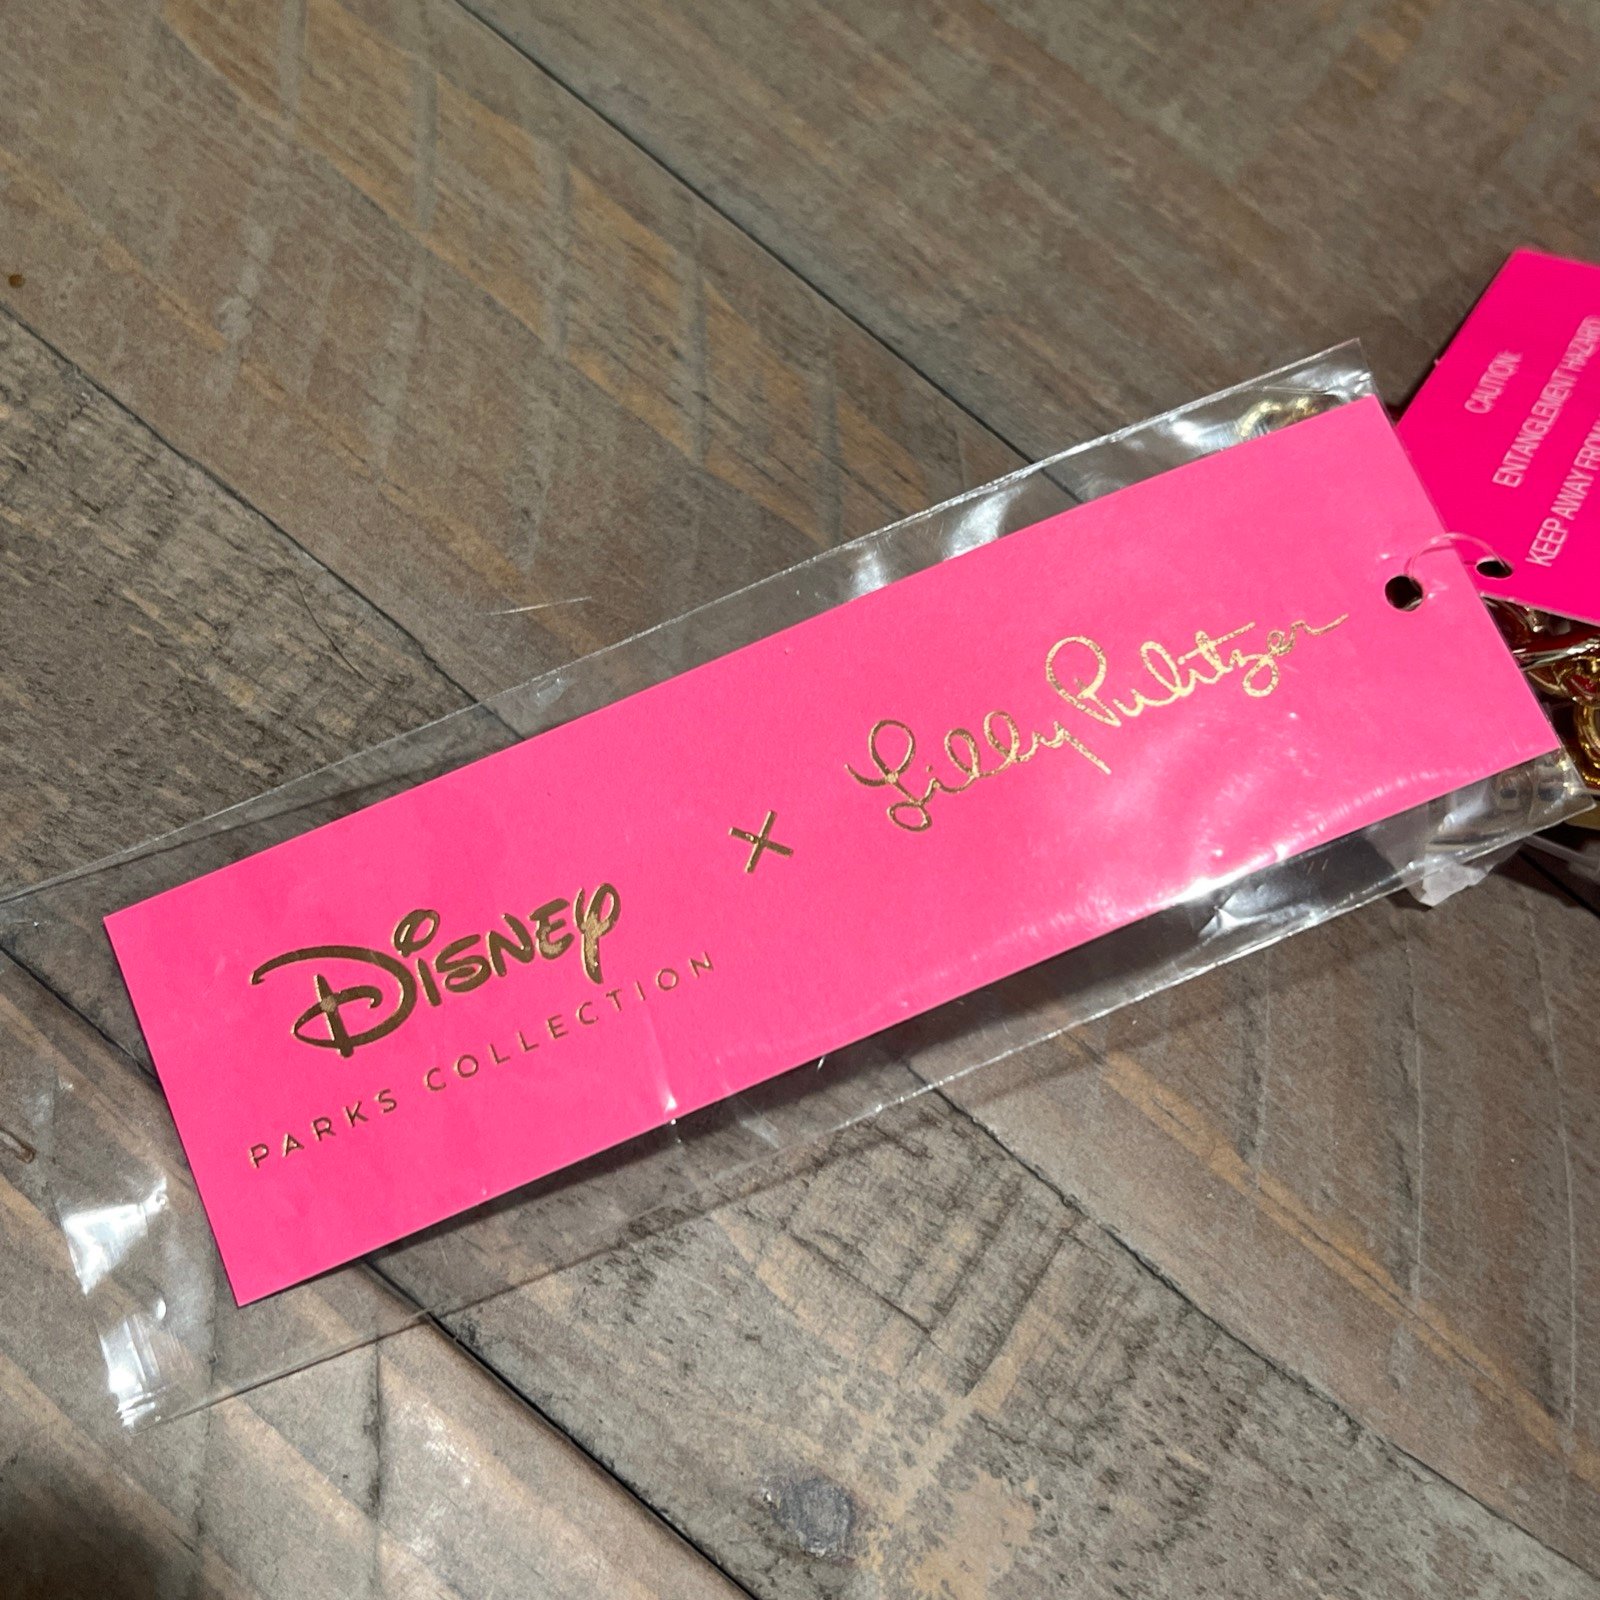 Disney
PARKS COLLECTION
×
Lilly Pulitzer
CAUTION:
ENTANGLEMENT HAZARD
KEEP AWAY FROM